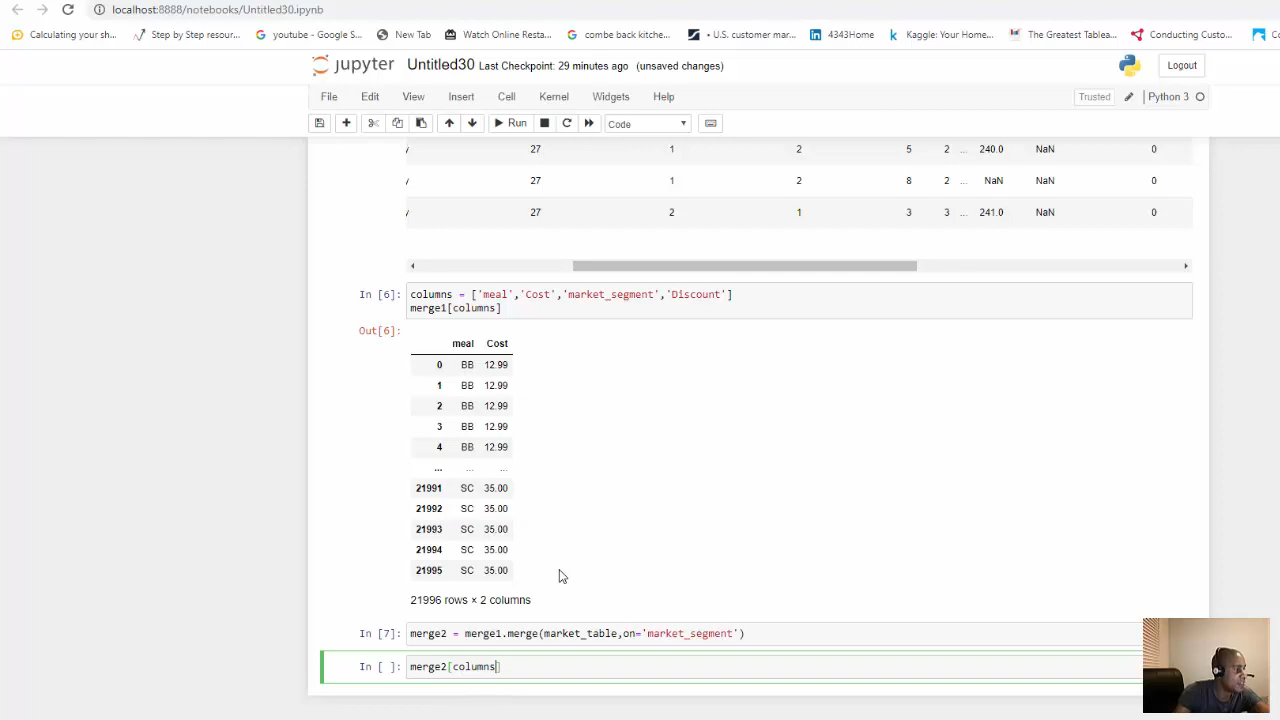 localhost:8888/notebooks/Untitled30.ipynb
Calculating your sh... Step by Step resour... youtube - Google S... New Tab Watch Online Resta... combe back kitche... • U.S. customer mar... 4343Home Kaggle: Your Home... The Greatest Tableau... Conducting Custo...
jupyter Untitled30 Last Checkpoint: 29 minutes ago (unsaved changes) Logout
File Edit View Insert Cell Kernel Widgets Help Trusted Python 3
Run Code
y 27 1 2 5 2 ... 240.0 NaN 0
y 27 1 2 8 2 ... NaN NaN 0
y 27 2 1 3 3 ... 241.0 NaN 0
In [6]: columns = ['meal','Cost','market_segment','Discount']
merge1[columns]
Out[6]:
meal Cost
0 BB 12.99
1 BB 12.99
2 BB 12.99
3 BB 12.99
4 BB 12.99
... ... ...
21991 SC 35.00
21992 SC 35.00
21993 SC 35.00
21994 SC 35.00
21995 SC 35.00
21996 rows × 2 columns
In [7]: merge2 = merge1.merge(market_table,on='market_segment')
In [ ]: merge2[columns]